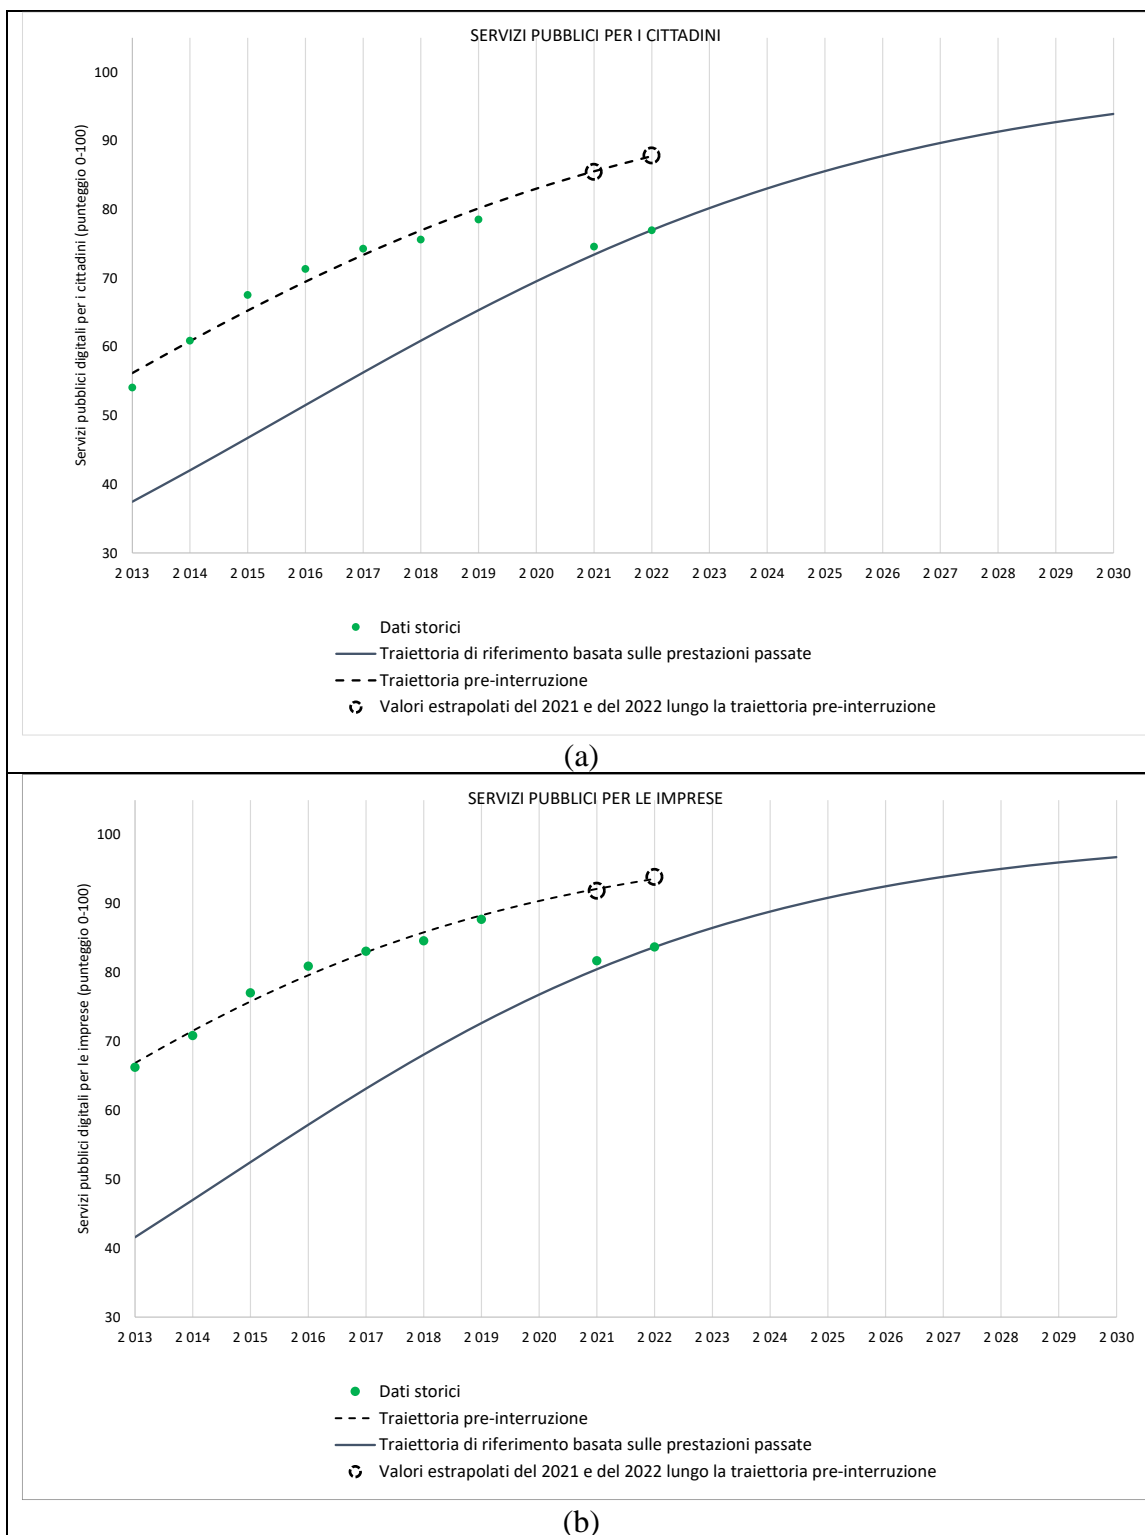 SERVIZI PUBBLICI PER I CITTADINI
Servizi pubblici digitali per i cittadini (punteggio 0-100)
100
90
80
70
60
50
40
30
2 013 2 014 2 015 2 016 2 017 2 018 2 019 2 020 2 021 2 022 2 023 2 024 2 025 2 026 2 027 2 028 2 029 2 030
Dati storici
Traiettoria di riferimento basata sulle prestazioni passate
Traiettoria pre-interruzione
Valori estrapolati del 2021 e del 2022 lungo la traiettoria pre-interruzione
(a)
SERVIZI PUBBLICI PER LE IMPRESE
Servizi pubblici digitali per le imprese (punteggio 0-100)
100
90
80
70
60
50
40
30
2 013 2 014 2 015 2 016 2 017 2 018 2 019 2 020 2 021 2 022 2 023 2 024 2 025 2 026 2 027 2 028 2 029 2 030
Dati storici
Traiettoria pre-interruzione
Traiettoria di riferimento basata sulle prestazioni passate
Valori estrapolati del 2021 e del 2022 lungo la traiettoria pre-interruzione
(b)